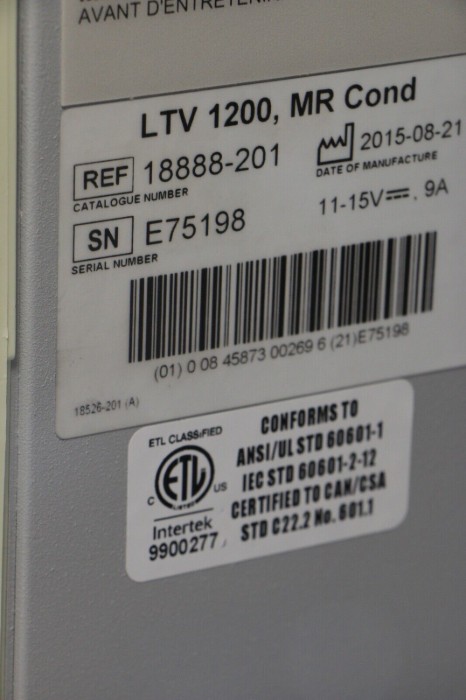 AVANT D'ENTRETENIR
LTV 1200, MR Cond
REF 18888-201
CATALOGUE NUMBER
2015-08-21
DATE OF MANUFACTURE
SN E75198
SERIAL NUMBER
11-15V⎓, 9A
(01) 0 08 45873 00269 6 (21)E75198
18526-201 (A)
ETL CLASSIFIED
C ETL US
LISTED
Intertek
9900277
CONFORMS TO
ANSI/UL STD 60601-1
IEC STD 60601-2-12
CERTIFIED TO CAN/CSA
STD C22.2 No. 601.1